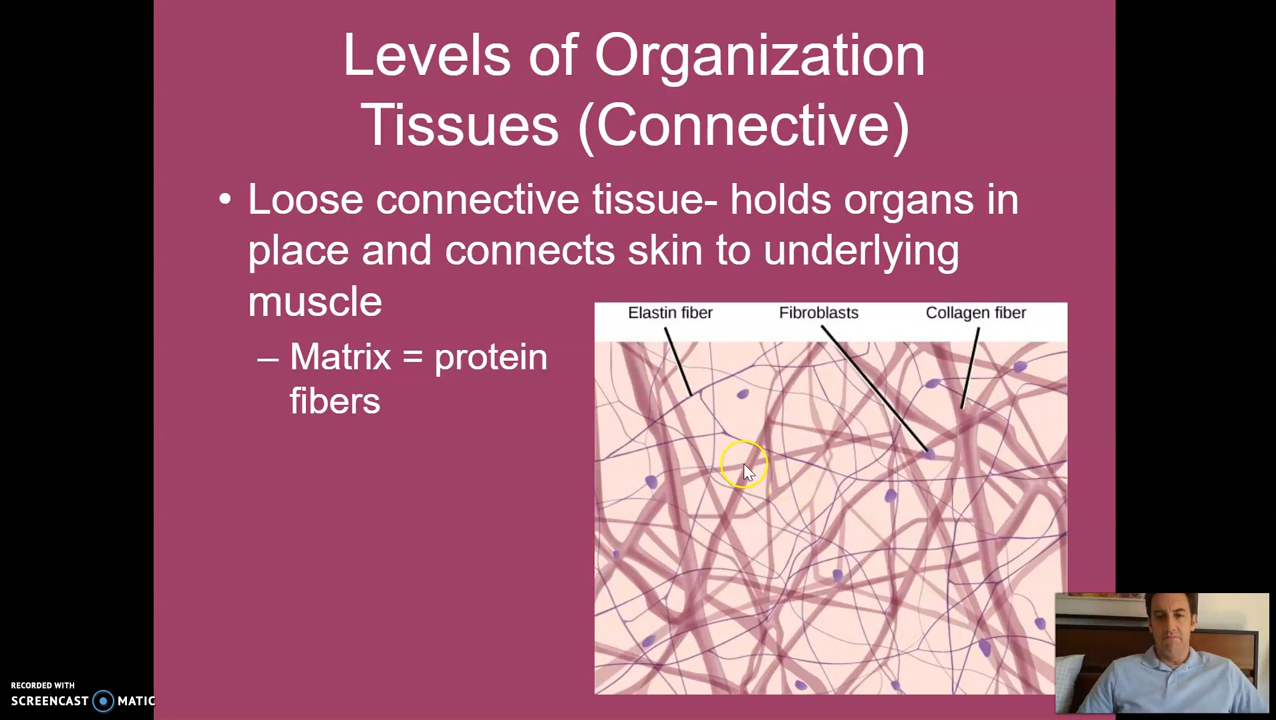 Levels of Organization
Tissues (Connective)
• Loose connective tissue- holds organs in
place and connects skin to underlying
muscle
– Matrix = protein
fibers
Elastin fiber
Fibroblasts
Collagen fiber
RECORDED WITH
SCREENCAST MATIC